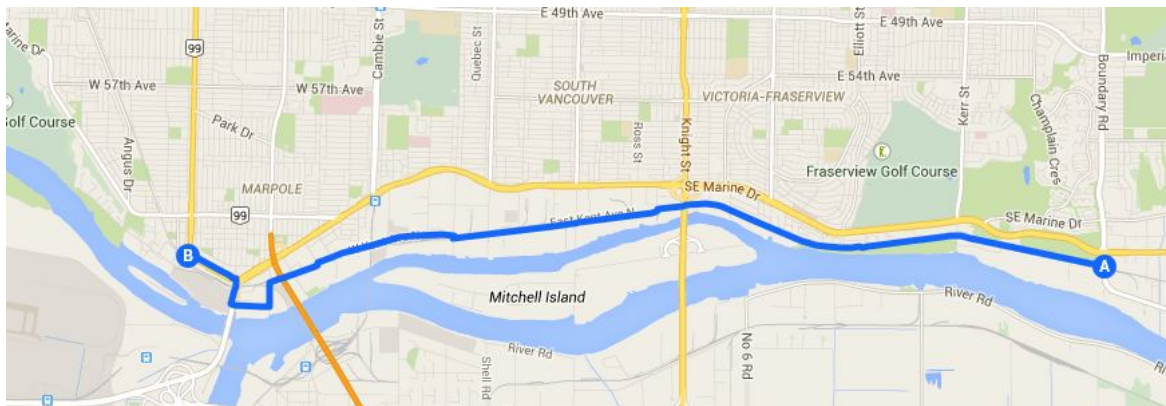 E 49th Ave
E 49th Ave
Marine Dr
99
W 57th Ave
W 57th Ave
Cambie St
Quebec St
Elliott St
E 54th Ave
Imperia
Boundary Rd
SOUTH
VANCOUVER
VICTORIA-FRASERVIEW
Kerr St
Champlain Cres
Golf Course
Park Dr
Angus Dr
Ross St
Knight St
Fraserview Golf Course
MARPOLE
99
SE Marine Dr
SE Marine Dr
East Kent Ave N
B
A
Mitchell Island
River Rd
River Rd
Shell Rd
No 6 Rd